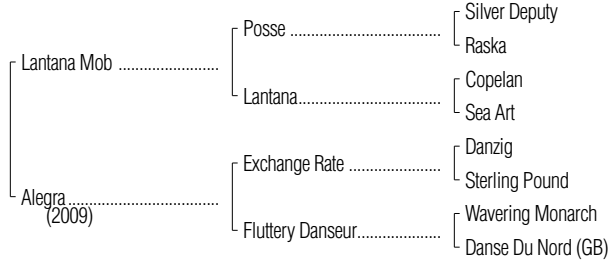 Silver Deputy
Posse ..........................................
Raska
Lantana Mob ............................
Copelan
Lantana........................................
Sea Art
Danzig
Exchange Rate .........................
Sterling Pound
Alegra..........................................
(2009)
Wavering Monarch
Fluttery Danseur.......................
Danse Du Nord (GB)